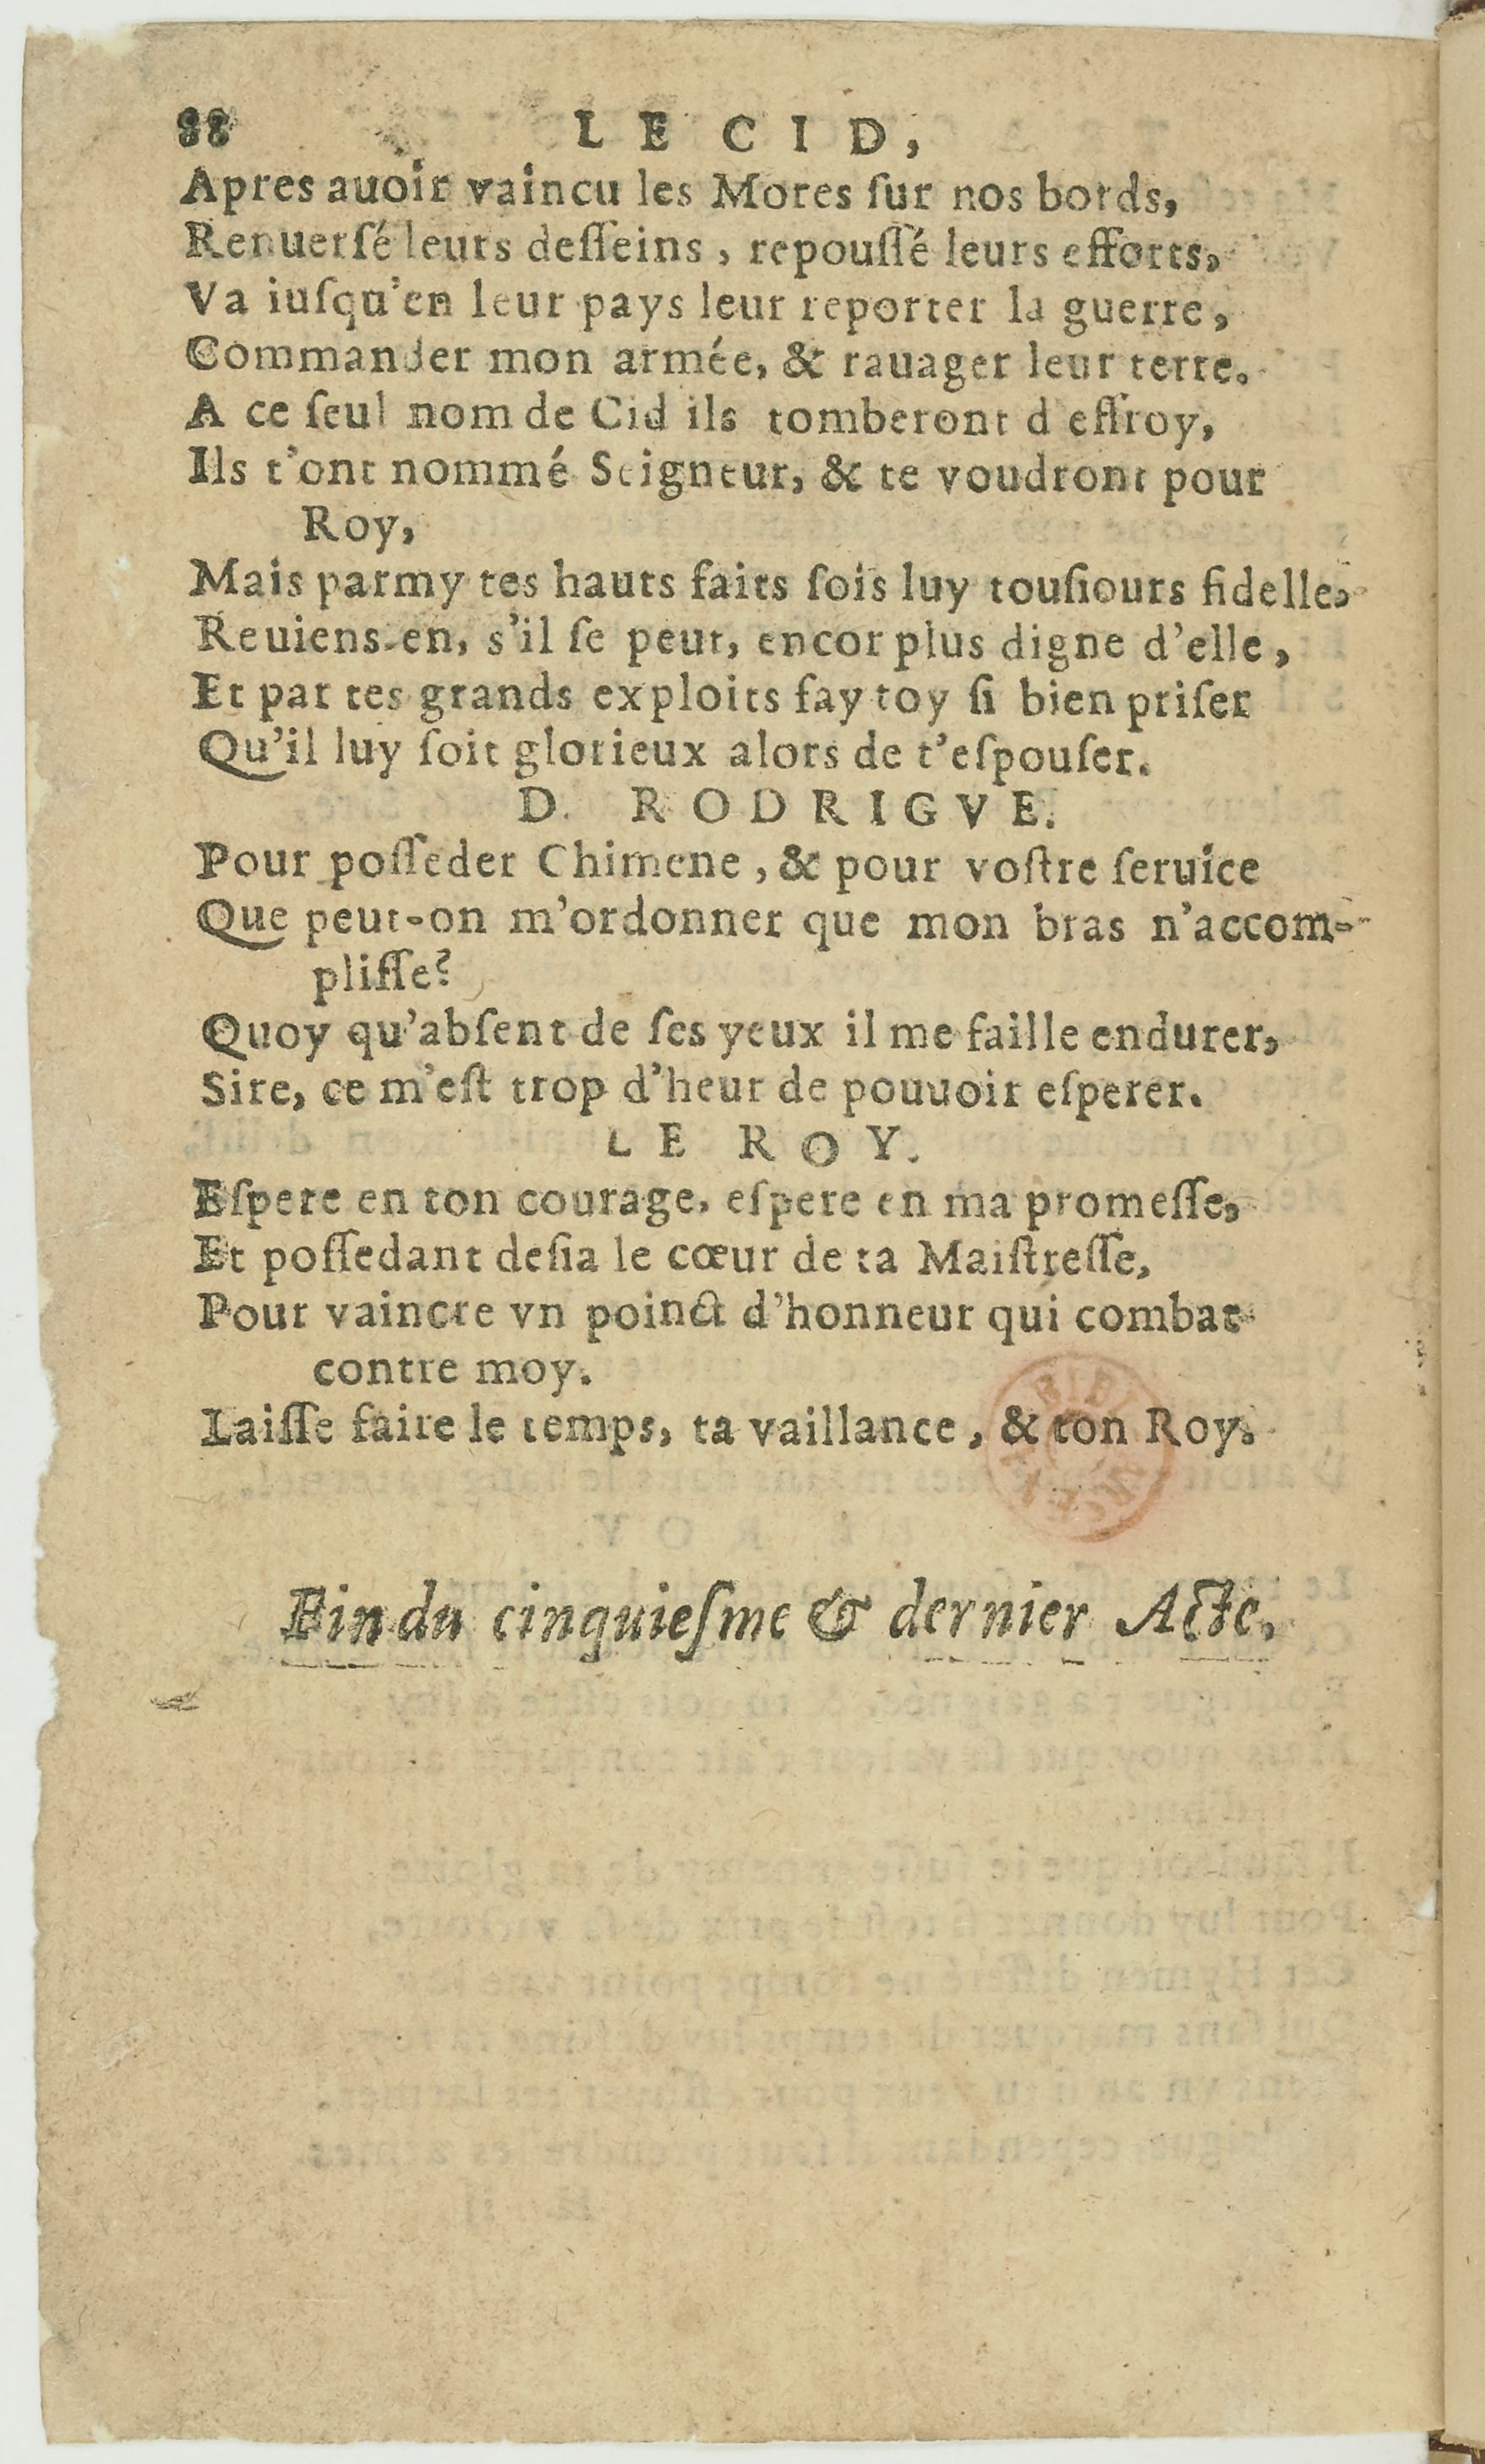 88 LE CID,
Apres auoir vaincu les Mores ſur nos bords,
Renuerſé leurs deſſeins, repouſſé leurs efforts,
Va iuſqu'en leur pays leur reporter la guerre,
Commander mon armée, & rauager leur terre.
A ce ſeul nom de Cid ils tomberont d effroy,
Ils t'ont nommé Seigneur, & te voudront pour
Roy,
Mais parmy tes hauts faits ſois luy touſiours fidelle,
Reuiens-en, s'il ſe peut, encor plus digne d'elle,
Et par tes grands exploits fay toy ſi bien priſer
Qu'il luy ſoit glorieux alors de t'eſpouſer.
D. RODRIGVE.
Pour poſſeder Chimene, & pour voſtre ſeruice
Que peut-on m'ordonner que mon bras n'accom-
pliſſe?
Quoy qu'abſent de ſes yeux il me faille endurer,
Sire, ce m'eſt trop d'heur de pouuoir eſperer.
LE ROY.
Eſpere en ton courage, eſpere en ma promeſſe,
Et poſſedant deſia le cœur de ta Maiſtreſſe,
Pour vaincre vn poinct d'honneur qui combat
contre moy.
Laiſſe faire le temps, ta vaillance, & ton Roy.
Fin du cinquieſme & dernier Acte.